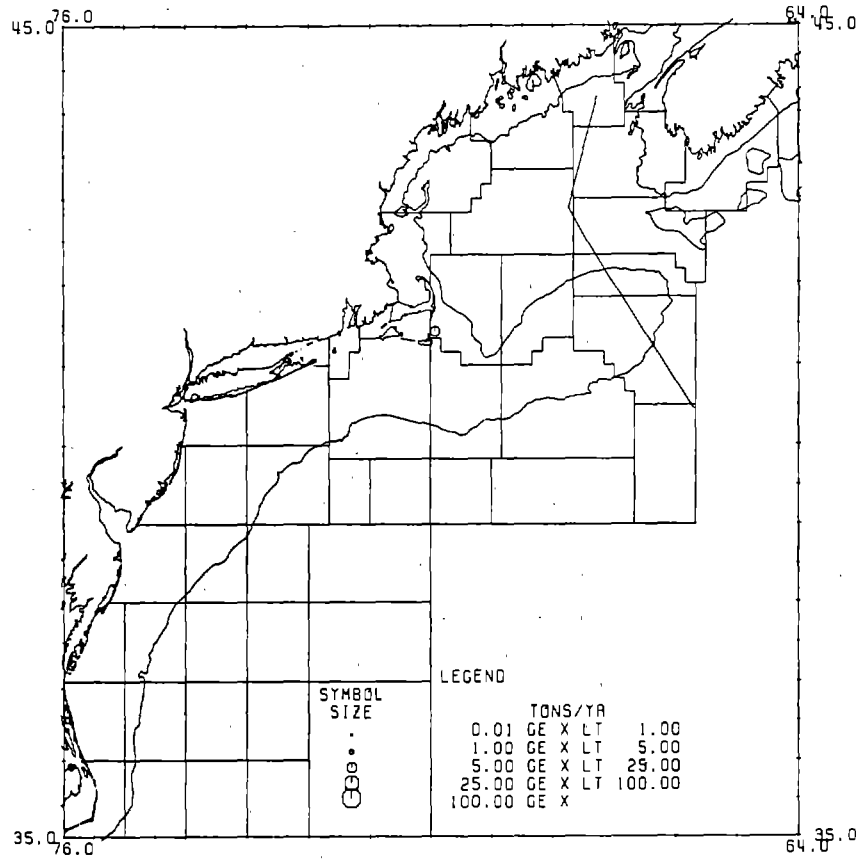 76.0 64.0
45.0 45.0
LEGEND
SYMBOL
SIZE
TONS/YR
0.01 GE X LT 1.00
1.00 GE X LT 5.00
5.00 GE X LT 25.00
25.00 GE X LT 100.00
100.00 GE X
35.0 35.0
76.0 64.0